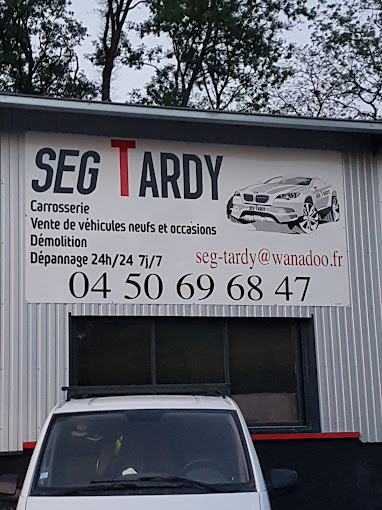 SEG TARDY
Carrosserie
Vente de véhicules neufs et occasions
Démolition
Dépannage 24h/24 7j/7
seg-tardy@wanadoo.fr
04 50 69 68 47